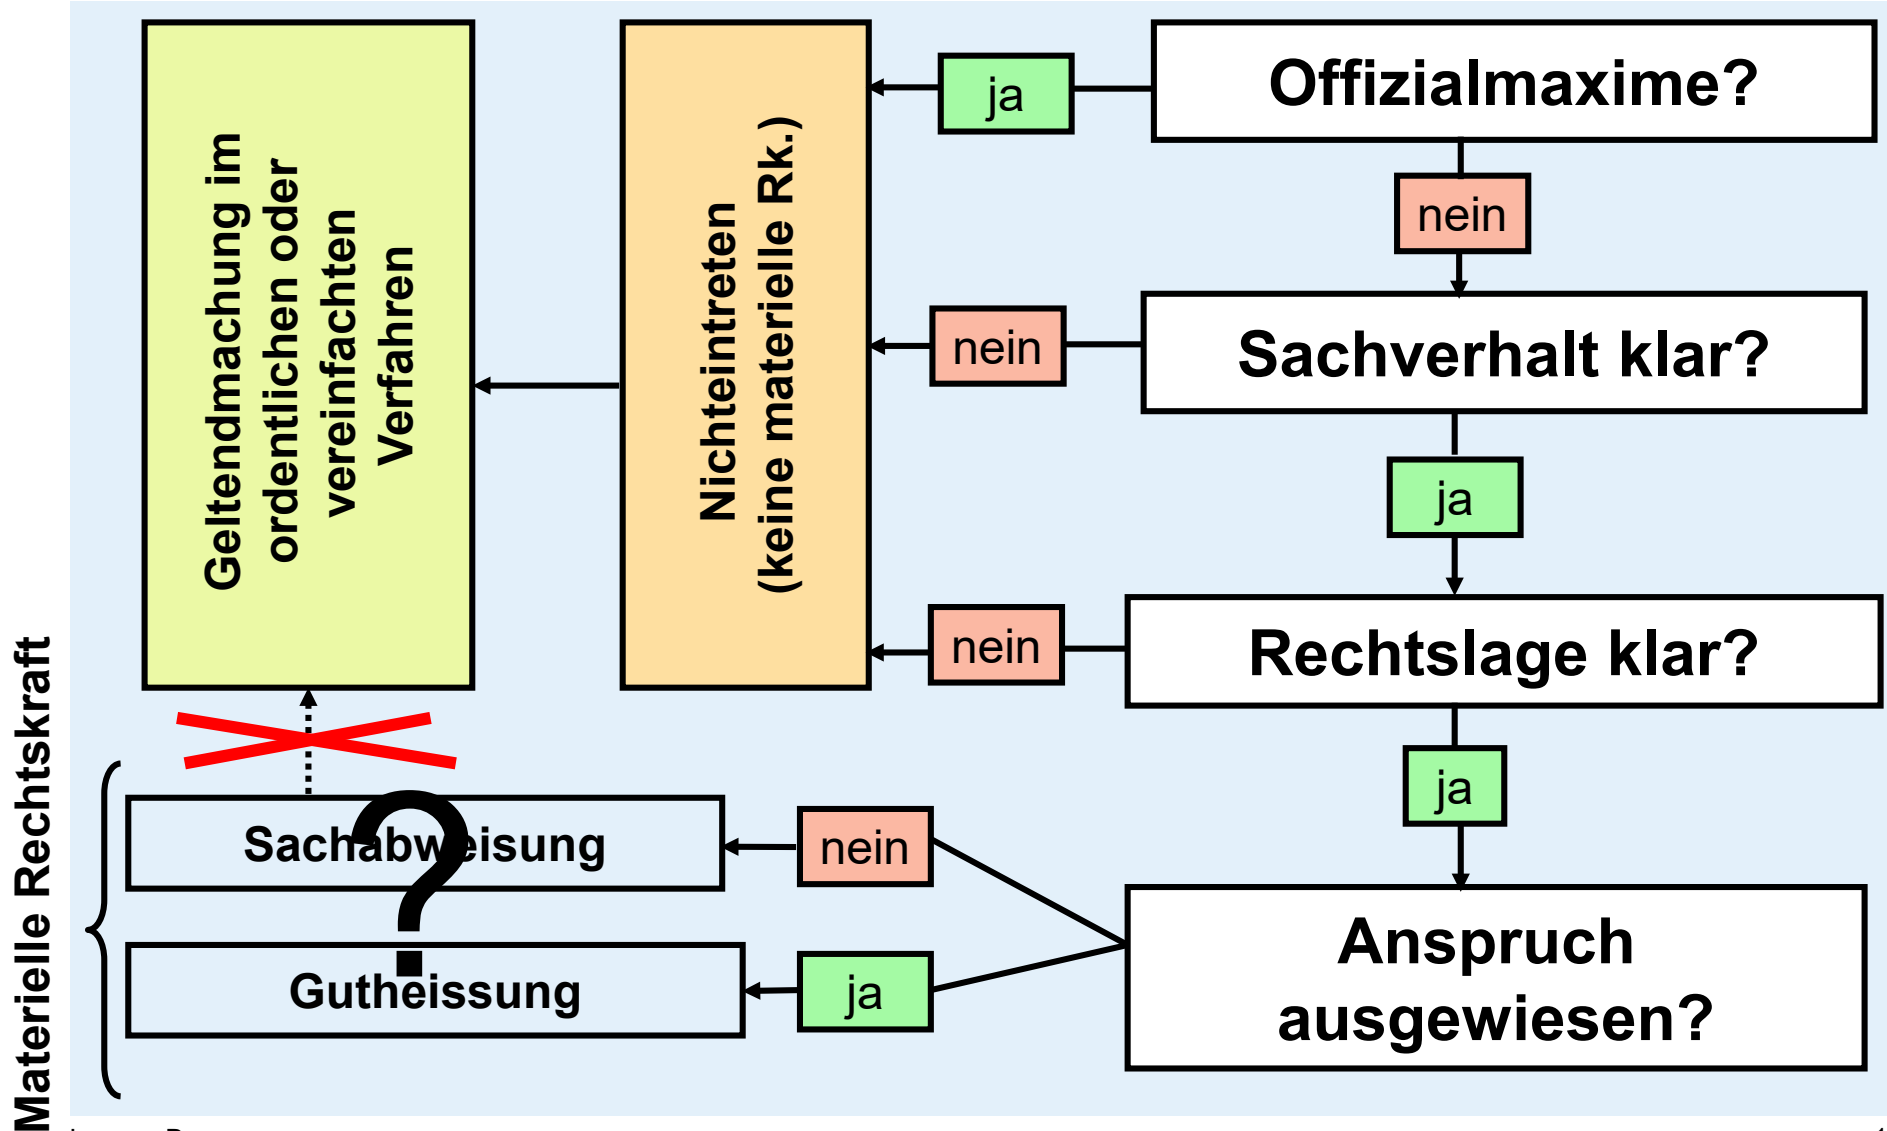 Offizialmaxime?
ja
nein
Sachverhalt klar?
nein
ja
Rechtslage klar?
nein
ja
Anspruch
ausgewiesen?
nein
ja
Nichteintreten
(keine materielle Rk.)
Geltendmachung im
ordentlichen oder
vereinfachten
Verfahren
Sachabweisung
Gutheissung
?
Materielle Rechtskraft